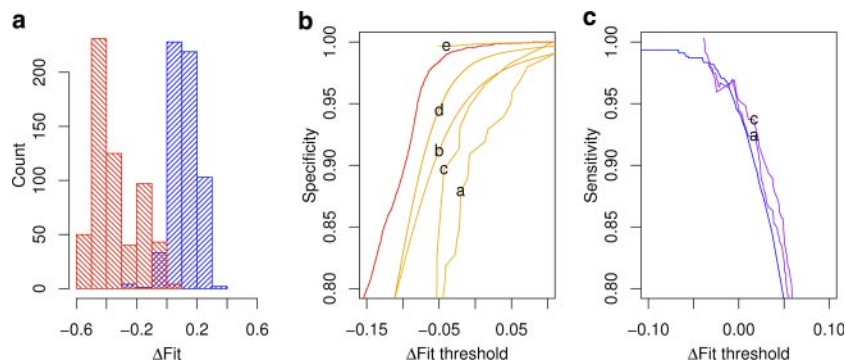 a
Count
0
50
100
150
200
−0.6
−0.2
0.2
0.6
ΔFit
b
Specificity
0.80
0.85
0.90
0.95
1.00
e
d
b
c
a
−0.15
−0.05
0.05
ΔFit threshold
c
Sensitivity
0.80
0.85
0.90
0.95
1.00
c
a
−0.10
0.00
0.10
ΔFit threshold